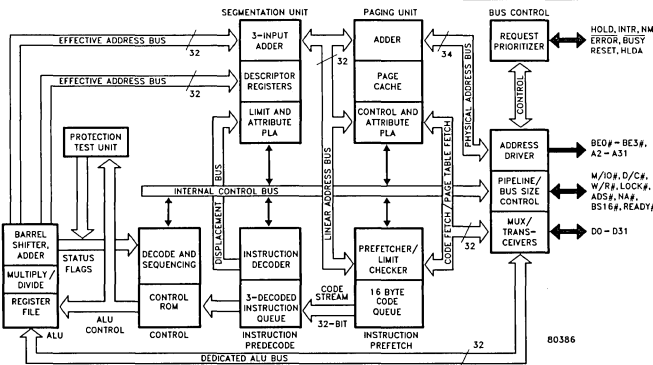 SEGMENTATION UNIT
PAGING UNIT
BUS CONTROL
EFFECTIVE ADDRESS BUS
32
EFFECTIVE ADDRESS BUS
32
3-INPUT
ADDER
DESCRIPTOR
REGISTERS
LIMIT AND
ATTRIBUTE
PLA
32
ADDER
PAGE
CACHE
CONTROL AND
ATTRIBUTE
PLA
34
PHYSICAL ADDRESS BUS
REQUEST
PRIORITIZER
HOLD, INTR, NM
ERROR, BUSY
RESET, HLDA
CONTROL
PROTECTION
TEST UNIT
ADDRESS
DRIVER
BE0# - BE3#,
A2 - A31
PIPELINE/
BUS SIZE
CONTROL
M/IO#, D/C#,
W/R#, LOCK#,
ADS#, NA#,
BS16#, READY#
MUX/
TRANS-
CEIVERS
D0 - D31
INTERNAL CONTROL BUS
DISPLACEMENT BUS
LINEAR ADDRESS BUS
CODE FETCH/PAGE TABLE FETCH
32
BARREL
SHIFTER,
ADDER
MULTIPLY/
DIVIDE
REGISTER
FILE
ALU
STATUS
FLAGS
ALU
CONTROL
DECODE AND
SEQUENCING
CONTROL
ROM
CONTROL
INSTRUCTION
DECODER
3-DECODED
INSTRUCTION
QUEUE
INSTRUCTION
PREDECODE
CODE
STREAM
32-BIT
PREFETCHER/
LIMIT
CHECKER
16 BYTE
CODE
QUEUE
INSTRUCTION
PREFETCH
80386
DEDICATED ALU BUS
32